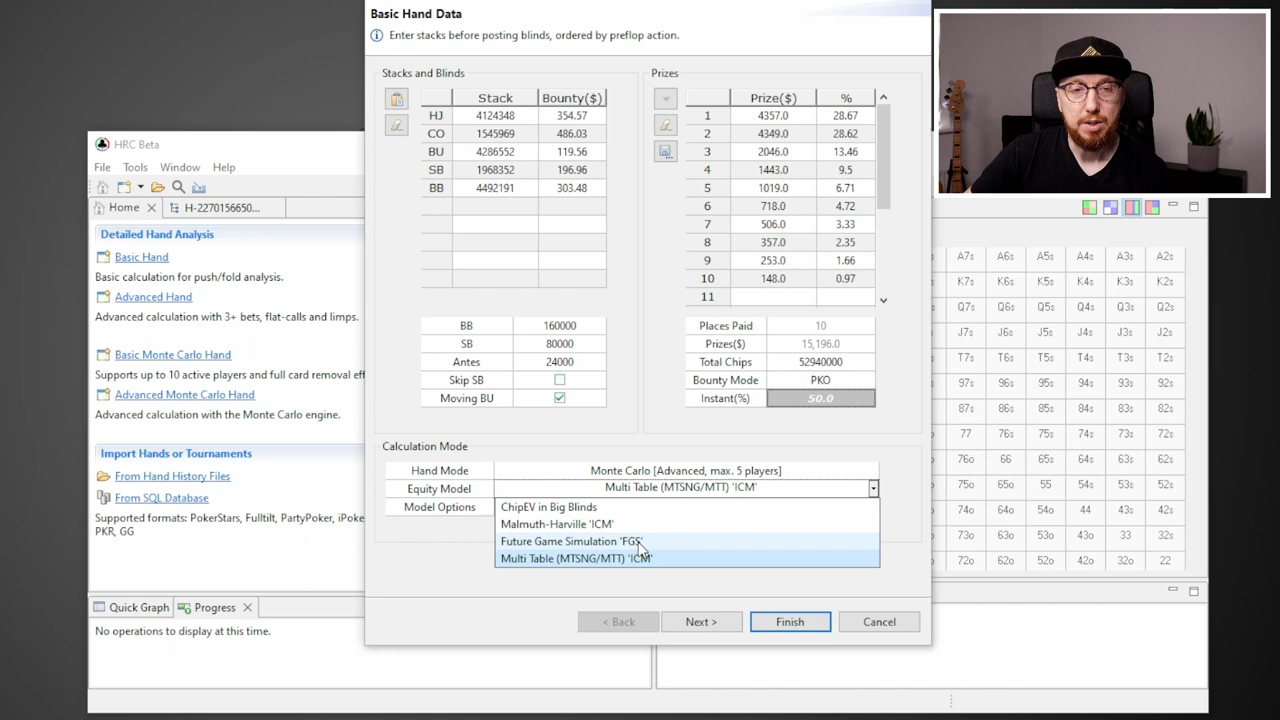 Basic Hand Data
Enter stacks before posting blinds, ordered by preflop action.
Stacks and Blinds
Stack Bounty($)
HJ 4124348 354.57
CO 1545969 486.03
BU 4286552 119.56
SB 1968352 196.96
BB 4492191 303.48
BB 160000
SB 80000
Antes 24000
Skip SB
Moving BU
Prizes
Prize($) %
1 4357.0 28.67
2 4349.0 28.62
3 2046.0 13.46
4 1443.0 9.5
5 1019.0 6.71
6 718.0 4.72
7 506.0 3.33
8 357.0 2.35
9 253.0 1.66
10 148.0 0.97
11
Places Paid 10
Prizes($) 15,196.0
Total Chips 52940000
Bounty Mode PKO
Instant(%) 50.0
Calculation Mode
Hand Mode Monte Carlo [Advanced, max. 5 players]
Equity Model Multi Table (MTSNG/MTT) 'ICM'
Model Options
ChipEV in Big Blinds
Malmuth-Harville 'ICM'
Future Game Simulation 'FGS'
Multi Table (MTSNG/MTT) 'ICM'
< Back Next > Finish Cancel
HRC Beta
File Tools Window Help
Home H-2270156650...
Detailed Hand Analysis
Basic Hand
Basic calculation for push/fold analysis.
Advanced Hand
Advanced calculation with 3+ bets, flat-calls and limps.
Basic Monte Carlo Hand
Supports up to 10 active players and full card removal eff
Advanced Monte Carlo Hand
Advanced calculation with the Monte Carlo engine.
Import Hands or Tournaments
From Hand History Files
From SQL Database
Supported formats: PokerStars, Fulltilt, PartyPoker, iPoke
PKR, GG
Quick Graph Progress
No operations to display at this time.
A7s A6s A5s A4s A3s A2s
K7s K6s K5s K4s K3s K2s
Q7s Q6s Q5s Q4s Q3s Q2s
J7s J6s J5s J4s J3s J2s
T7s T6s T5s T4s T3s T2s
97s 96s 95s 94s 93s 92s
87s 86s 85s 84s 83s 82s
77 76s 75s 74s 73s 72s
76o 66 65s 64s 63s 62s
75o 65o 55 54s 53s 52s
74o 64o 54o 44 43s 42s
73o 63o 53o 43o 33 32s
72o 62o 52o 42o 32o 22